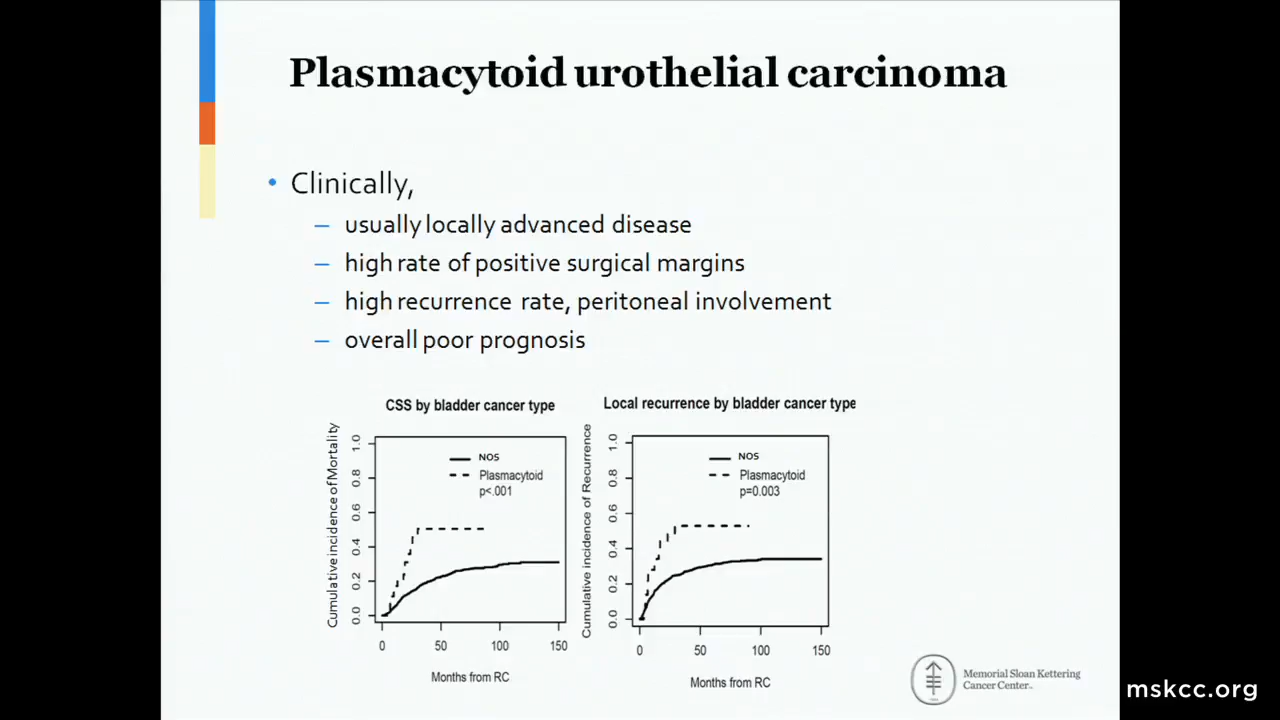 Plasmacytoid urothelial carcinoma
• Clinically,
– usually locally advanced disease
– high rate of positive surgical margins
– high recurrence rate, peritoneal involvement
– overall poor prognosis
CSS by bladder cancer type
Cumulative incidence of Mortality
1.0
0.8
0.6
0.4
0.2
0.0
NOS
Plasmacytoid
p<.001
0 50 100 150
Months from RC
Local recurrence by bladder cancer type
Cumulative incidence of Recurrence
1.0
0.8
0.6
0.4
0.2
0.0
NOS
Plasmacytoid
p=0.003
0 50 100 150
Months from RC
Memorial Sloan Kettering
Cancer Center
mskcc.org